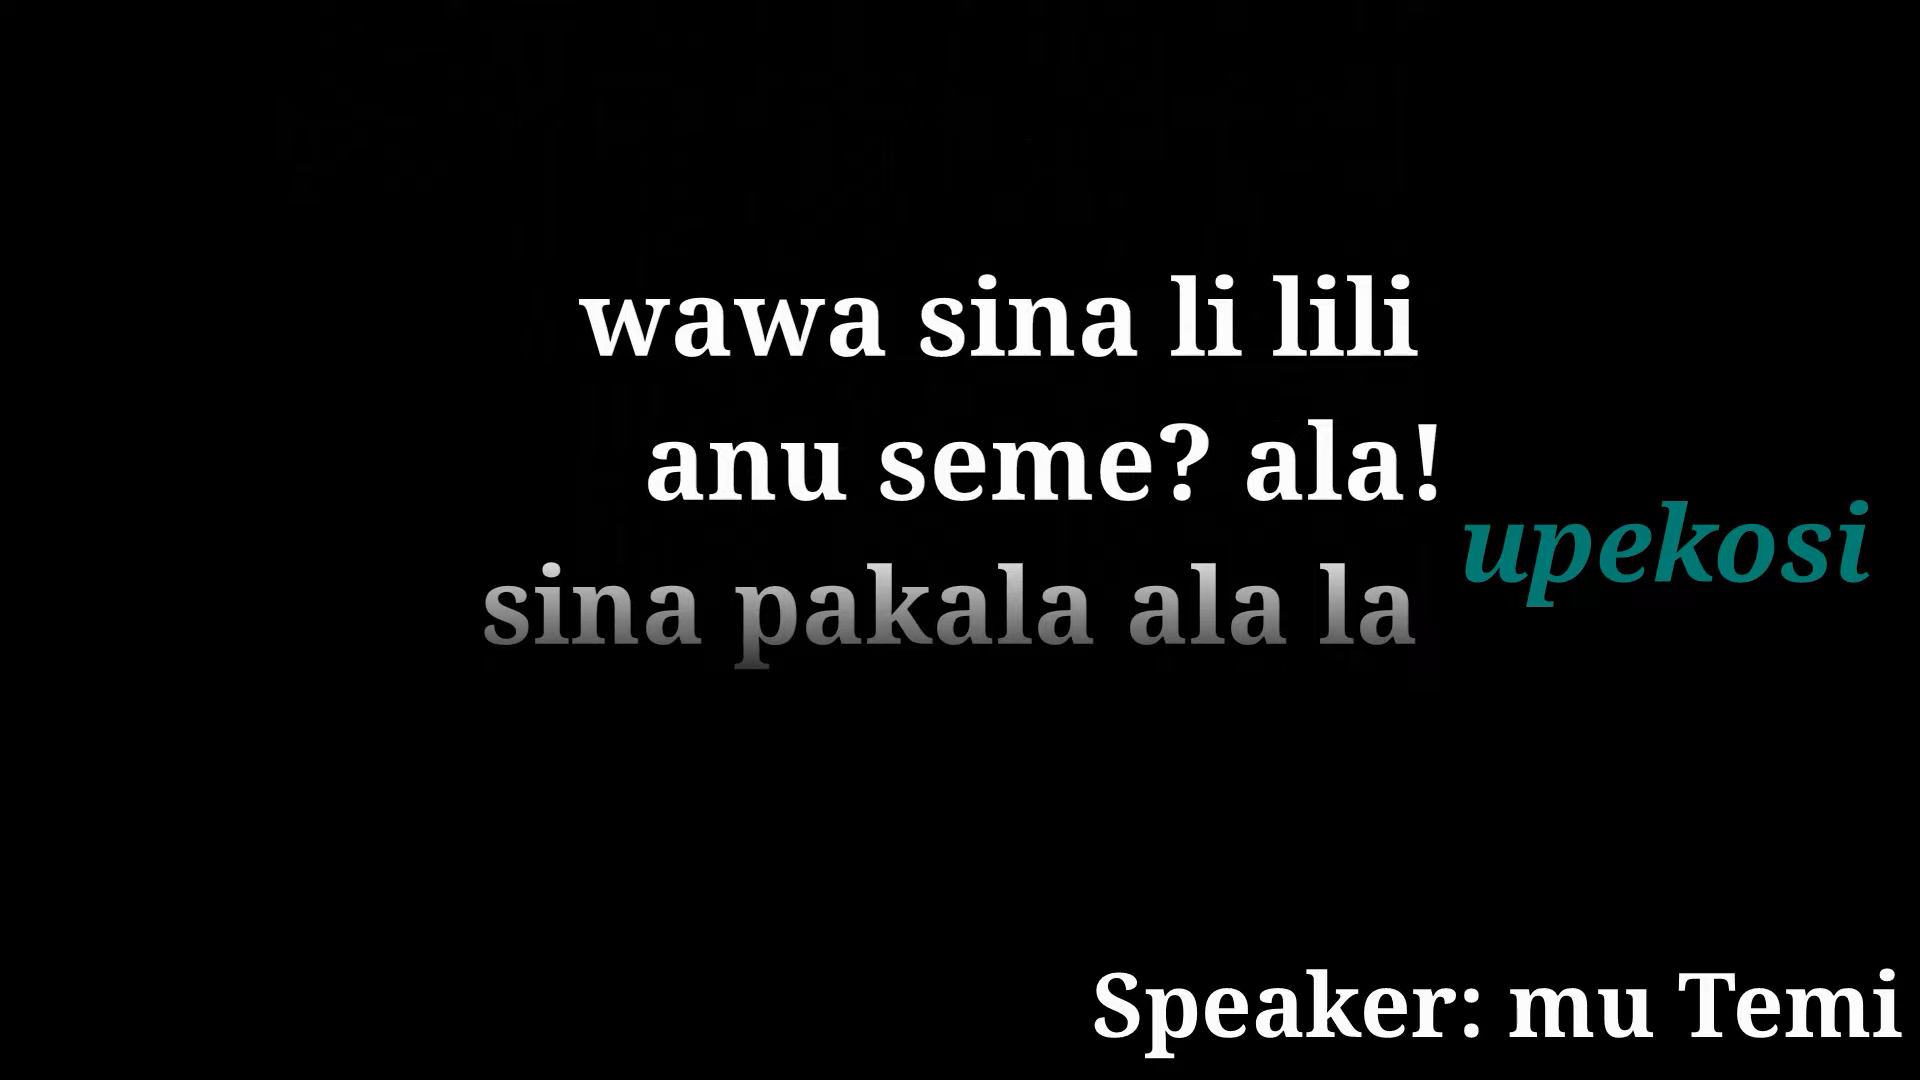 wawa sina li lili
anu seme? ala!
upekosi
sina pakala ala la
Speaker: mu Temi